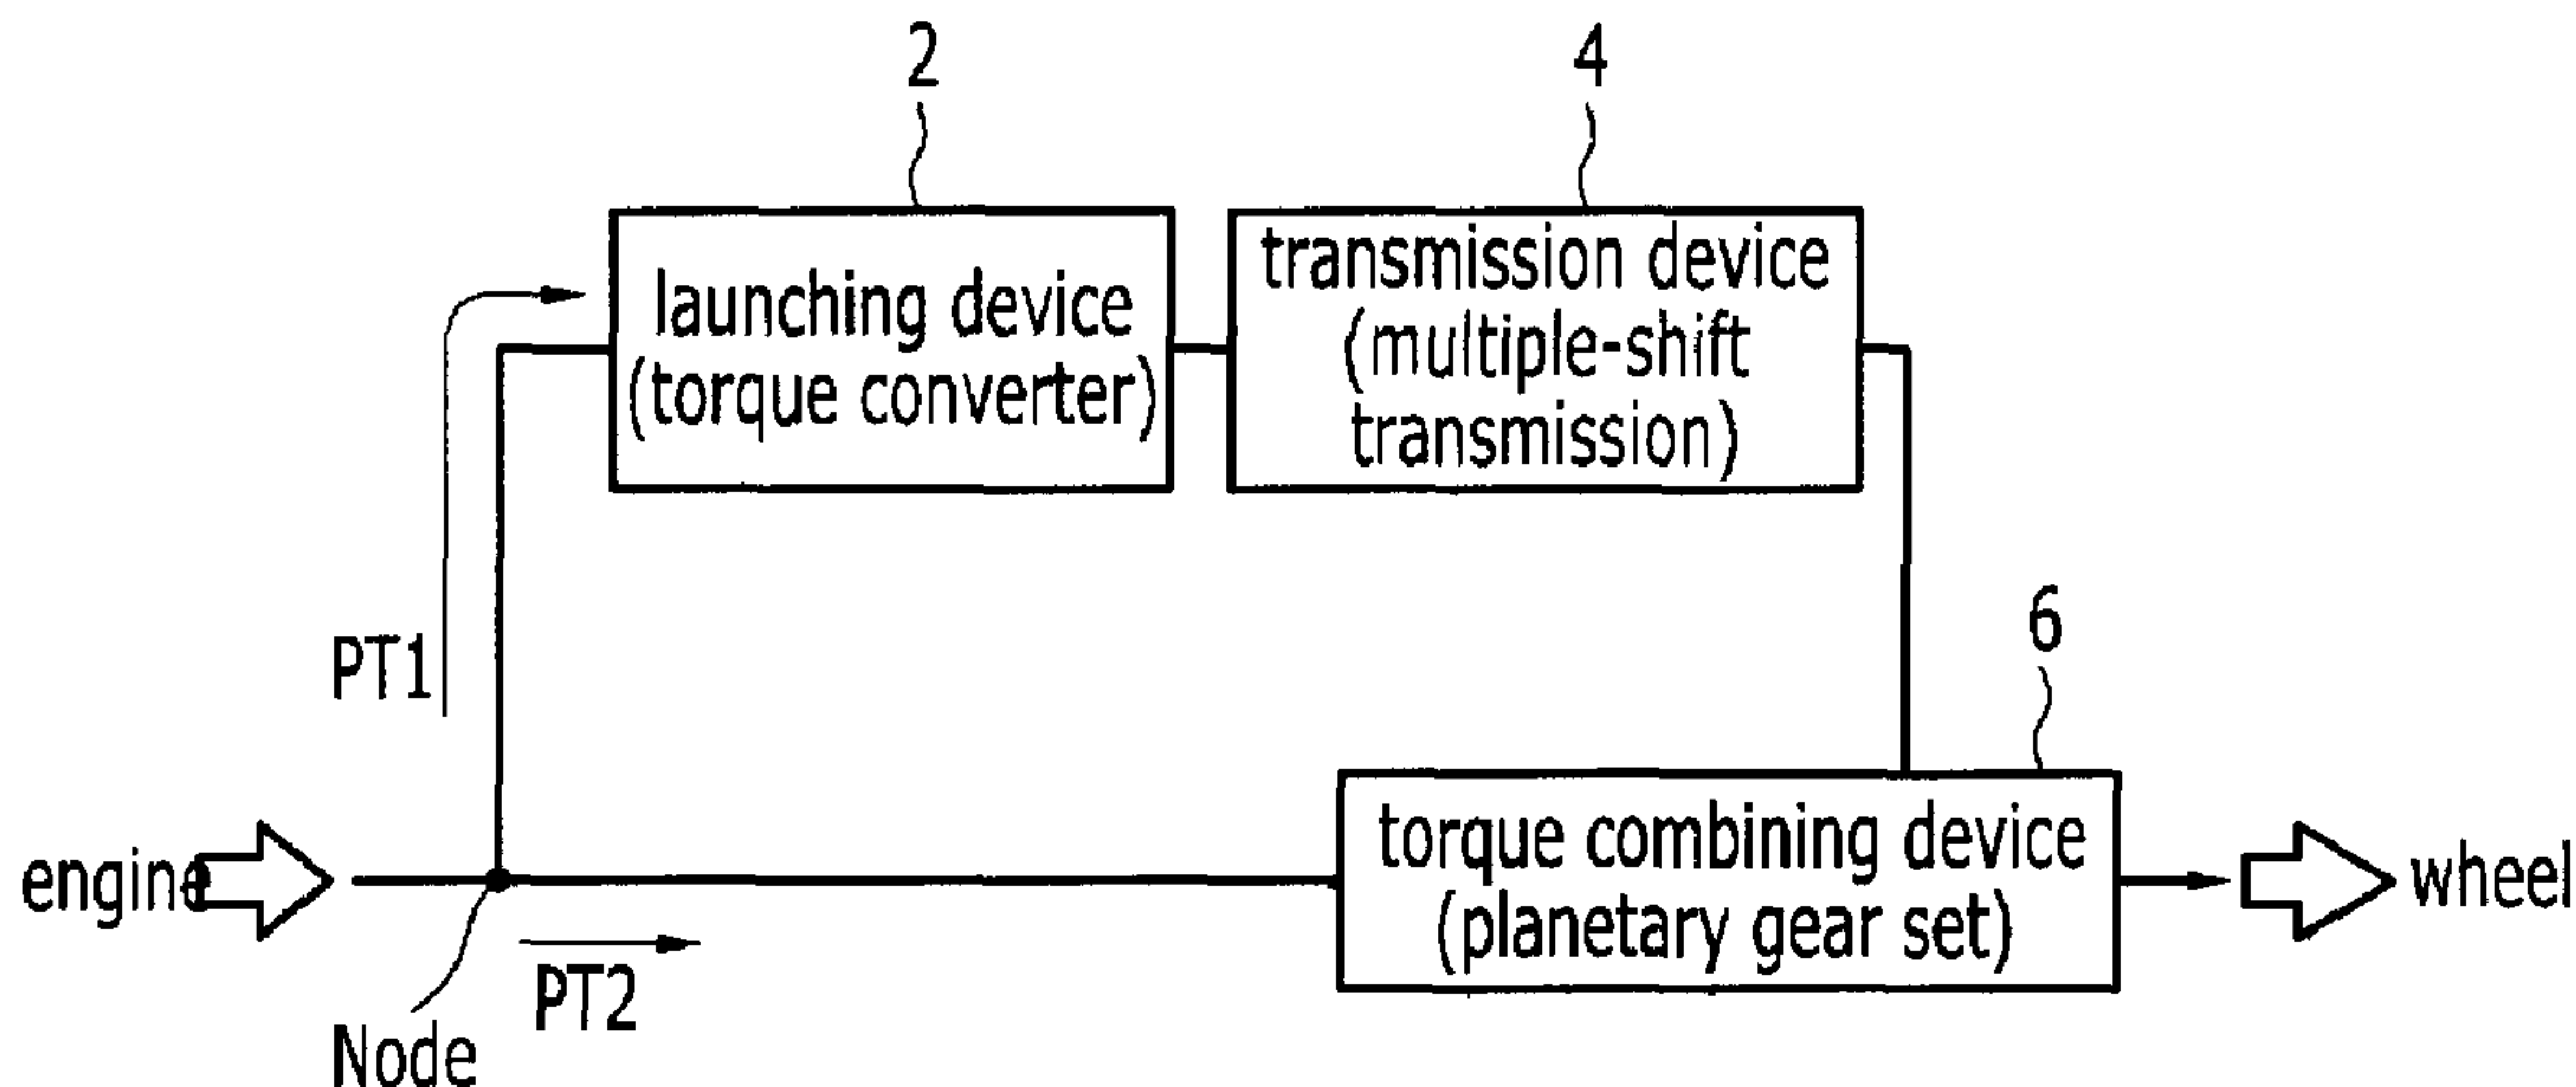 2
4
launching device
(torque converter)
transmission device
(multiple-shift
transmission)
PT1
6
engine
torque combining device
(planetary gear set)
wheel
PT2
Node